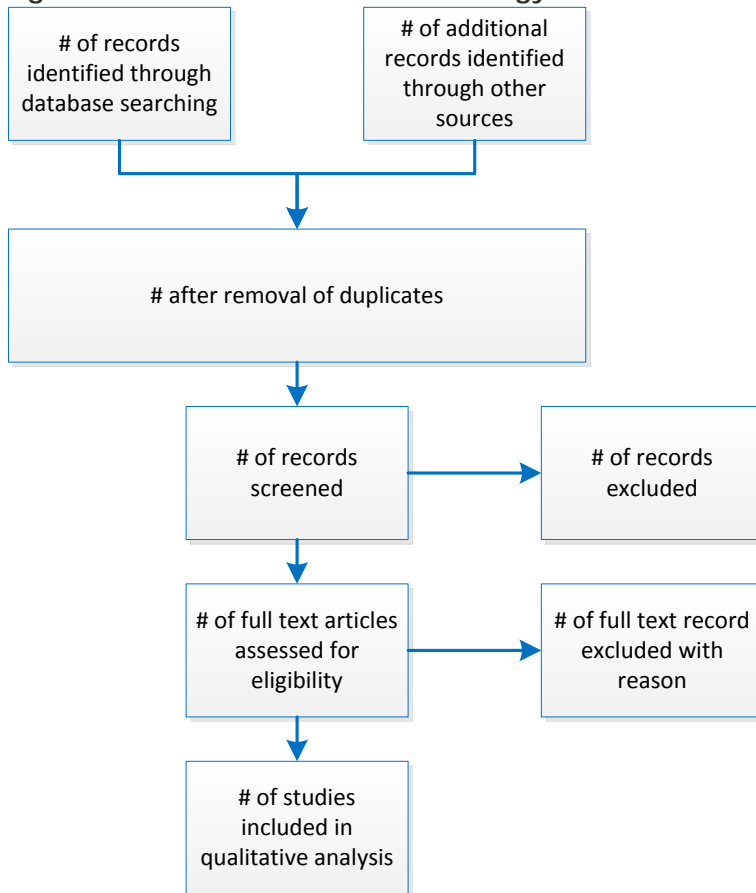 # of records
identified through
database searching
# of additional
records identified
through other
sources
# after removal of duplicates
# of records
screened
# of records
excluded
# of full text articles
assessed for
eligibility
# of full text record
excluded with
reason
# of studies
included in
qualitative analysis